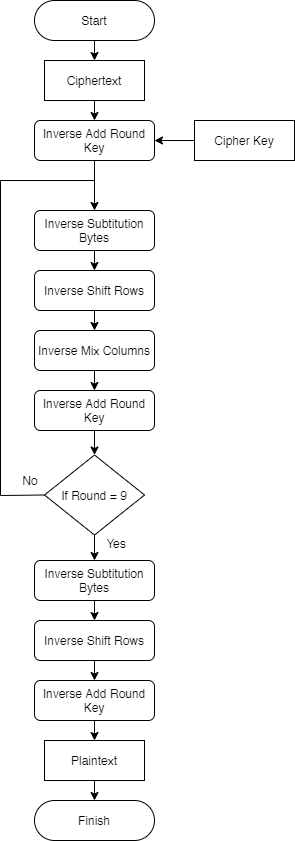 Start
Ciphertext
Inverse Add Round
Key
Cipher Key
Inverse Subtitution
Bytes
Inverse Shift Rows
Inverse Mix Columns
Inverse Add Round
Key
No
If Round = 9
Yes
Inverse Subtitution
Bytes
Inverse Shift Rows
Inverse Add Round
Key
Plaintext
Finish